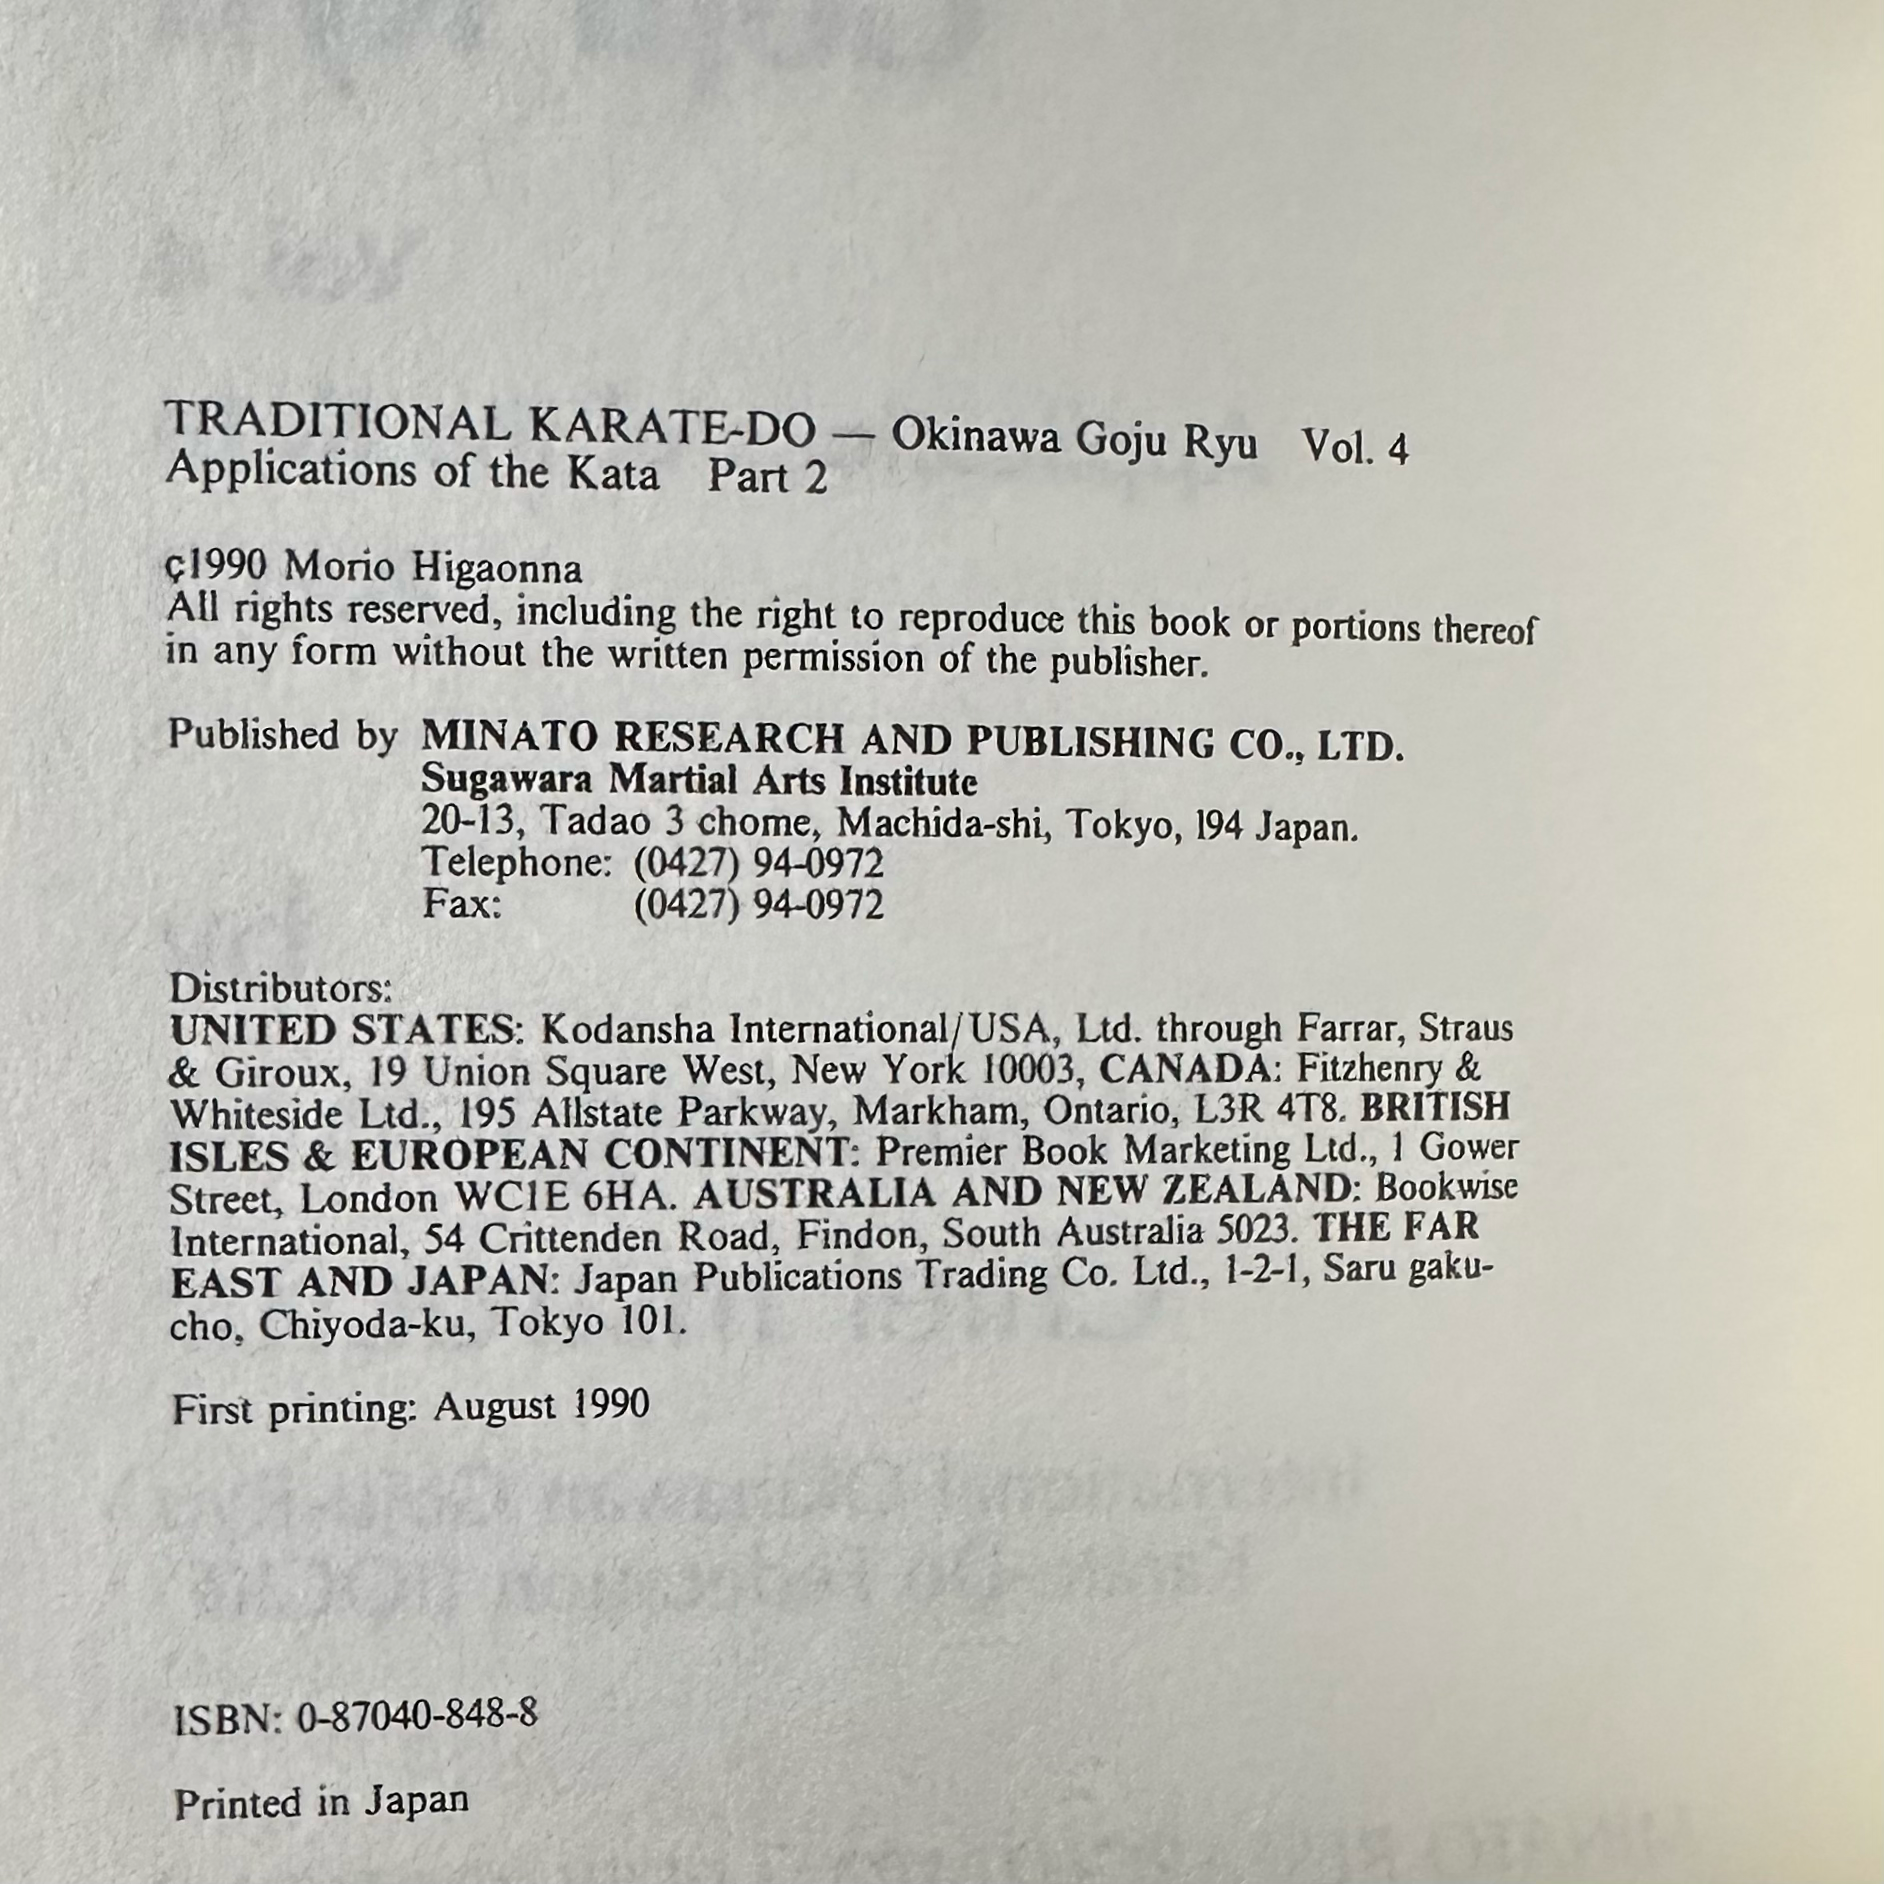 TRADITIONAL KARATE-DO — Okinawa Goju Ryu Vol. 4
Applications of the Kata Part 2
ç1990 Morio Higaonna
All rights reserved, including the right to reproduce this book or portions thereof
in any form without the written permission of the publisher.
Published by MINATO RESEARCH AND PUBLISHING CO., LTD.
Sugawara Martial Arts Institute
20-13, Tadao 3 chome, Machida-shi, Tokyo, 194 Japan.
Telephone: (0427) 94-0972
Fax: (0427) 94-0972
Distributors:
UNITED STATES: Kodansha International/USA, Ltd. through Farrar, Straus
& Giroux, 19 Union Square West, New York 10003, CANADA: Fitzhenry &
Whiteside Ltd., 195 Allstate Parkway, Markham, Ontario, L3R 4T8. BRITISH
ISLES & EUROPEAN CONTINENT: Premier Book Marketing Ltd., 1 Gower
Street, London WC1E 6HA. AUSTRALIA AND NEW ZEALAND: Bookwise
International, 54 Crittenden Road, Findon, South Australia 5023. THE FAR
EAST AND JAPAN: Japan Publications Trading Co. Ltd., 1-2-1, Saru gaku-
cho, Chiyoda-ku, Tokyo 101.
First printing: August 1990
ISBN: 0-87040-848-8
Printed in Japan